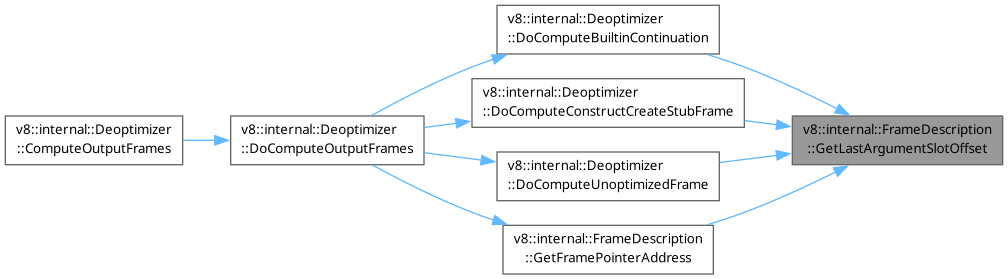 v8::internal::Deoptimizer
::ComputeOutputFrames
v8::internal::Deoptimizer
::DoComputeOutputFrames
v8::internal::Deoptimizer
::DoComputeBuiltinContinuation
v8::internal::Deoptimizer
::DoComputeConstructCreateStubFrame
v8::internal::Deoptimizer
::DoComputeUnoptimizedFrame
v8::internal::FrameDescription
::GetFramePointerAddress
v8::internal::FrameDescription
::GetLastArgumentSlotOffset